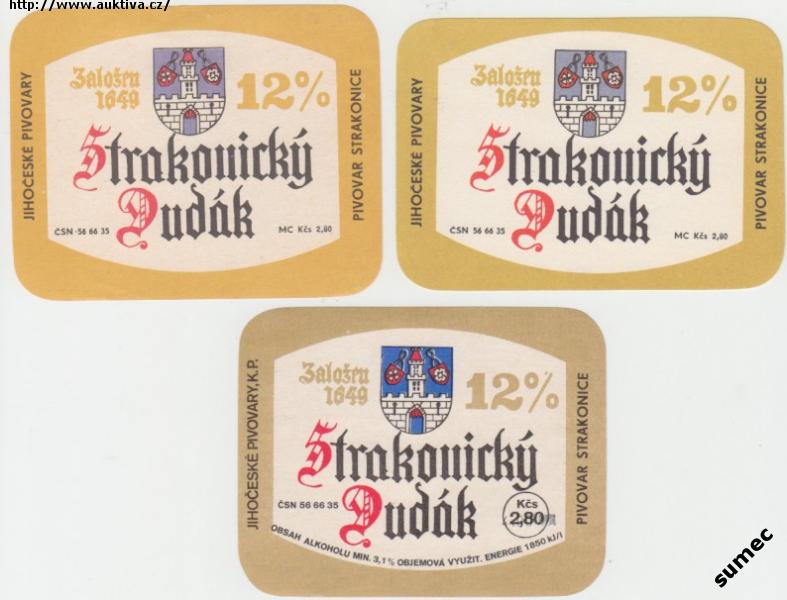 http://www.auktiva.cz/
JIHOČESKÉ PIVOVARY
Založen
1649
12%
Strakonický
Dudák
ČSN 56 66 35
MC Kčs 2,80
PIVOVAR STRAKONICE
JIHOČESKÉ PIVOVARY
Založen
1649
12%
Strakonický
Dudák
ČSN 56 66 35
MC Kčs 2,80
PIVOVAR STRAKONICE
JIHOČESKÉ PIVOVARY,K.P.
Založen
1649
12%
Strakonický
Dudák
ČSN 56 66 35
Kčs
2,80
OBSAH ALKOHOLU MIN. 3,1% OBJEMOVÁ VYUŽIT. ENERGIE 1850 kJ/l
PIVOVAR STRAKONICE
sumec